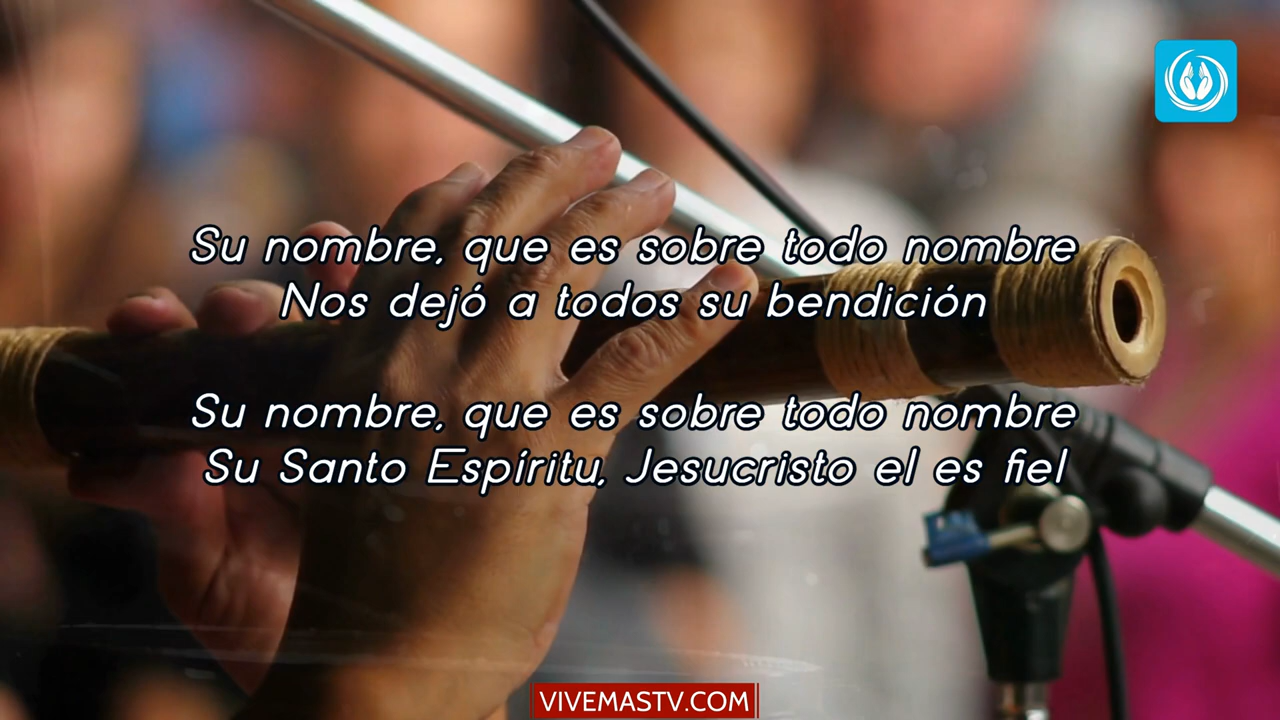 Su nombre, que es sobre todo nombre
Nos dejó a todos su bendición
Su nombre, que es sobre todo nombre
Su Santo Espíritu, Jesucristo el es fiel
VIVEMASTV.COM